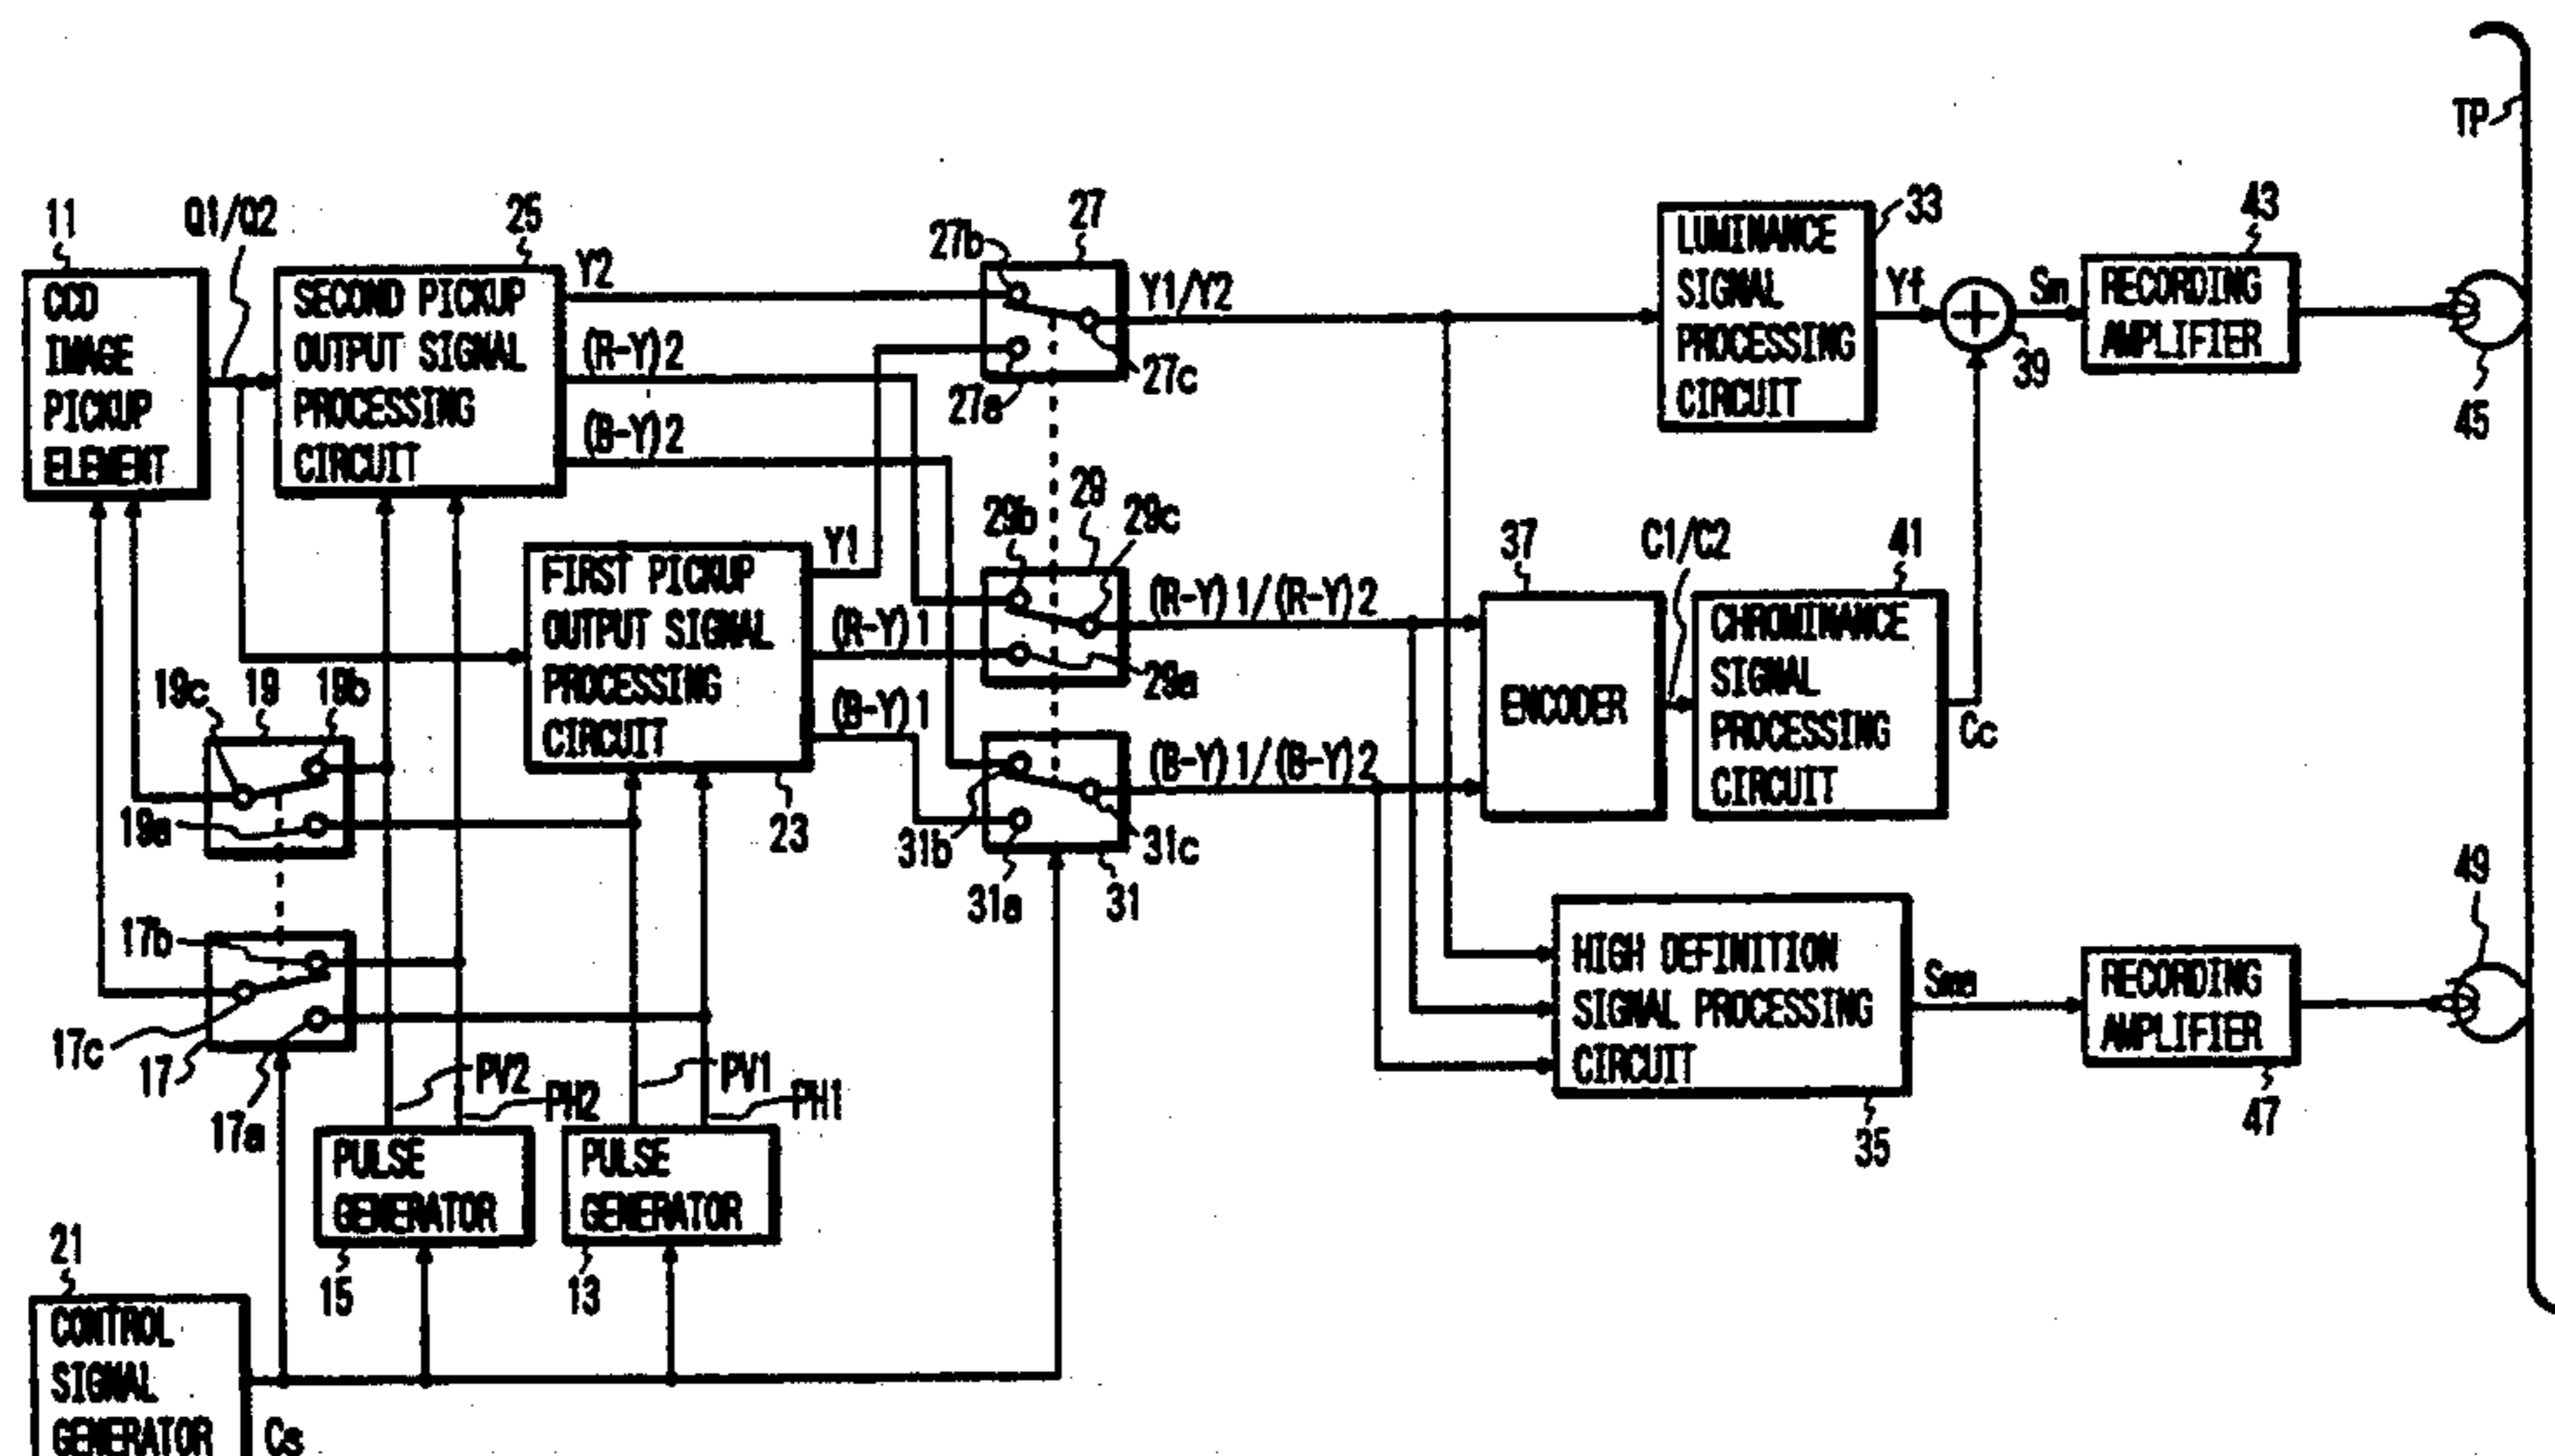 TP
11
Q1/Q2
25
27
33
43
CCD
IMAGE
PICKUP
ELEMENT
SECOND PICKUP
OUTPUT SIGNAL
PROCESSING
CIRCUIT
Y2
(R-Y)2
(B-Y)2
27b
27a
27c
Y1/Y2
LUMINANCE
SIGNAL
PROCESSING
CIRCUIT
Yf
39
Sm
RECORDING
AMPLIFIER
45
FIRST PICKUP
OUTPUT SIGNAL
PROCESSING
CIRCUIT
23
Y1
(R-Y)1
(B-Y)1
29b
29
29c
29a
(R-Y)1/(R-Y)2
37
ENCODER
C1/C2
41
CHROMINANCE
SIGNAL
PROCESSING
CIRCUIT
Cc
19c
19
19b
19a
31b
31a
31c
31
(B-Y)1/(B-Y)2
17b
17c
17
17a
HIGH DEFINITION
SIGNAL PROCESSING
CIRCUIT
35
RECORDING
AMPLIFIER
47
49
PV2
PH2
PV1
PH1
PULSE
GENERATOR
15
PULSE
GENERATOR
13
21
CONTROL
SIGNAL
GENERATOR
Cs